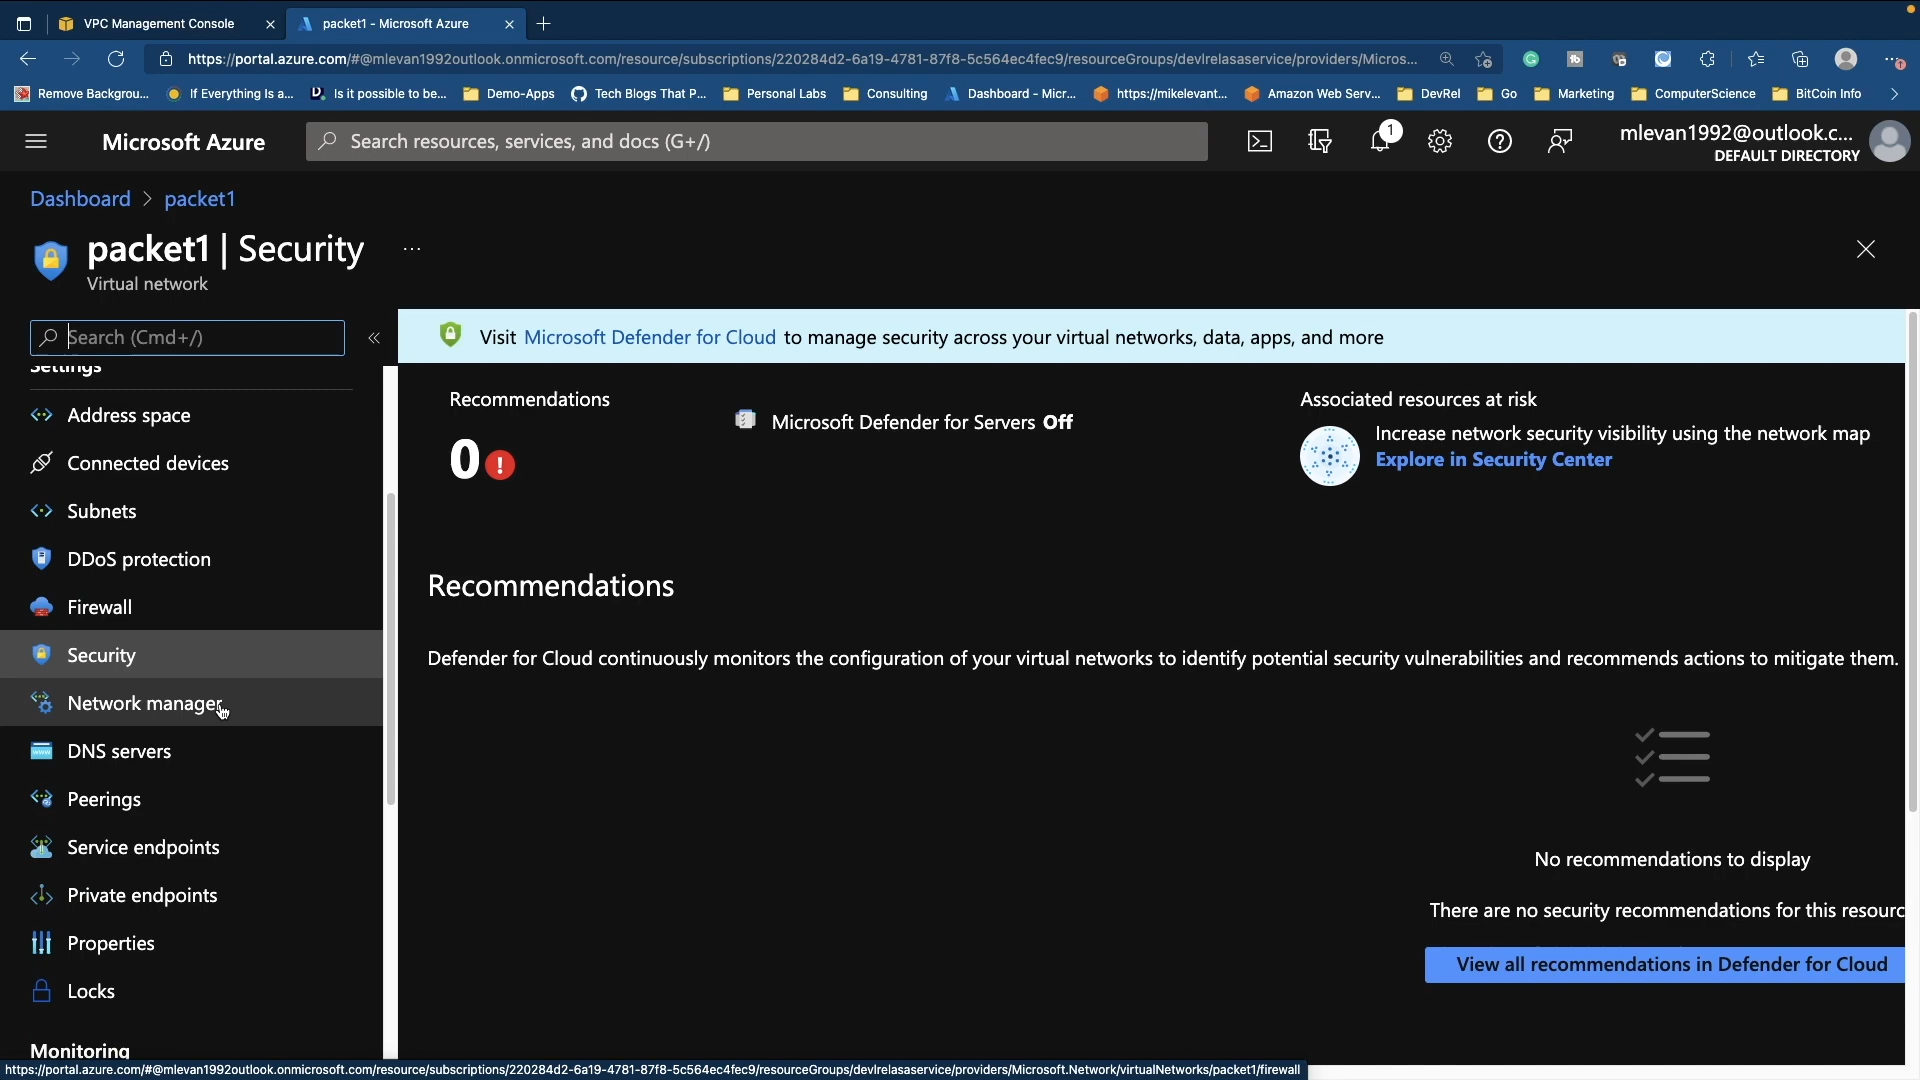 VPC Management Console
packet1 - Microsoft Azure
https://portal.azure.com/#@mlevan1992outlook.onmicrosoft.com/resource/subscriptions/220284d2-6a19-4781-87f8-5c564ec4fec9/resourceGroups/devlrelasaservice/providers/Micros...
Remove Backgrou... If Everything Is a... Is it possible to be... Demo-Apps Tech Blogs That P... Personal Labs Consulting Dashboard - Micr... https://mikelevant... Amazon Web Serv... DevRel Go Marketing ComputerScience BitCoin Info
Microsoft Azure
Search resources, services, and docs (G+/)
1
mlevan1992@outlook.c...
DEFAULT DIRECTORY
Dashboard > packet1
packet1 | Security ...
Virtual network
Search (Cmd+/)
Settings
Address space
Connected devices
Subnets
DDoS protection
Firewall
Security
Network manager
DNS servers
Peerings
Service endpoints
Private endpoints
Properties
Locks
Monitoring
Visit Microsoft Defender for Cloud to manage security across your virtual networks, data, apps, and more
Recommendations
0
Microsoft Defender for Servers Off
Associated resources at risk
Increase network security visibility using the network map
Explore in Security Center
Recommendations
Defender for Cloud continuously monitors the configuration of your virtual networks to identify potential security vulnerabilities and recommends actions to mitigate them.
No recommendations to display
There are no security recommendations for this resourc
View all recommendations in Defender for Cloud
https://portal.azure.com/#@mlevan1992outlook.onmicrosoft.com/resource/subscriptions/220284d2-6a19-4781-87f8-5c564ec4fec9/resourceGroups/devlrelasaservice/providers/Microsoft.Network/virtualNetworks/packet1/firewall